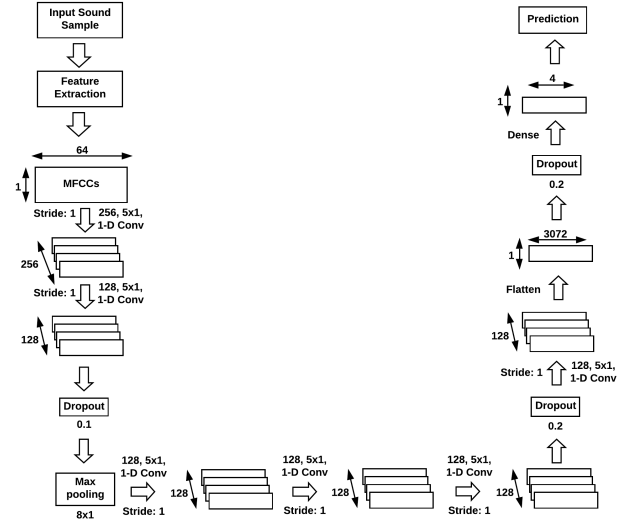 Input Sound
Sample
Feature
Extraction
64
1
MFCCs
Stride: 1
256, 5x1,
1-D Conv
256
Stride: 1
128, 5x1,
1-D Conv
128
Dropout
0.1
Max
pooling
8x1
128, 5x1,
1-D Conv
Stride: 1
128
128, 5x1,
1-D Conv
Stride: 1
128
128, 5x1,
1-D Conv
Stride: 1
128
Dropout
0.2
Stride: 1
128, 5x1,
1-D Conv
128
Flatten
3072
1
Dropout
0.2
Dense
4
1
Prediction